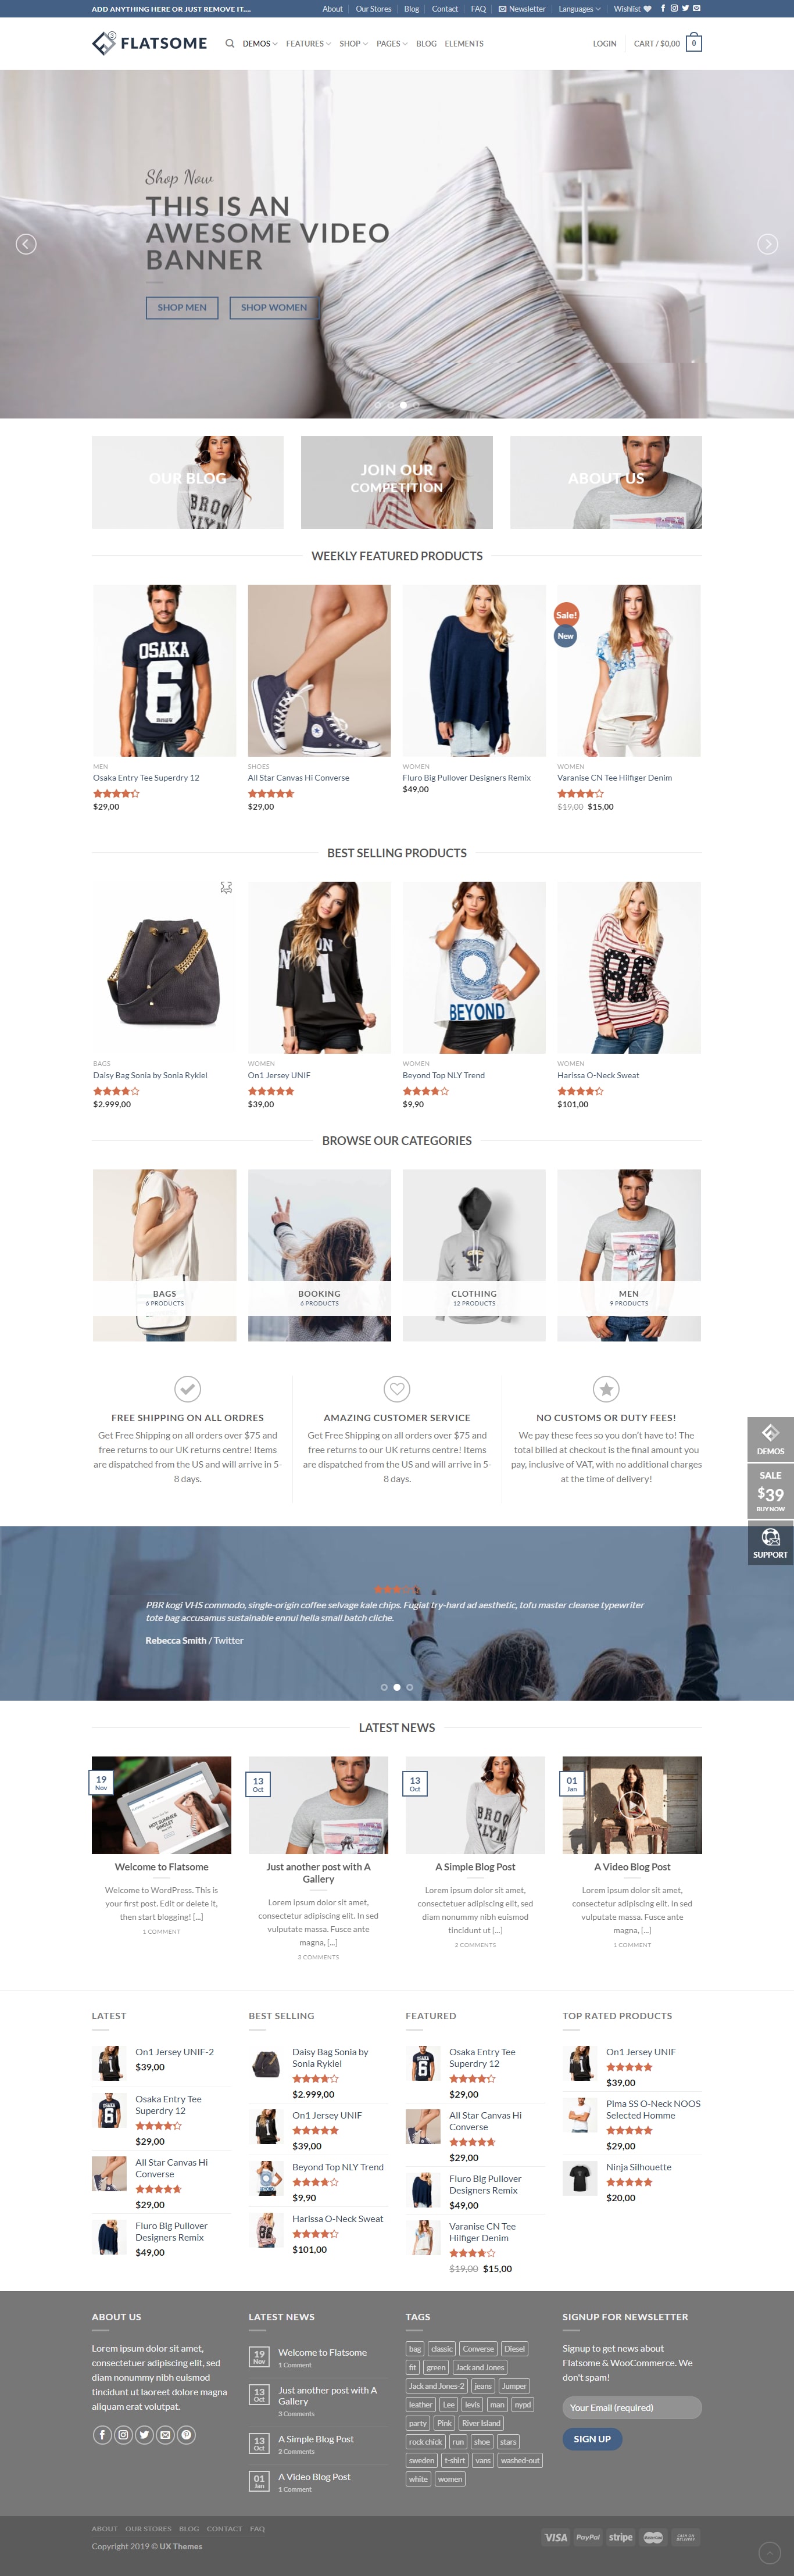 ADD ANYTHING HERE OR JUST REMOVE IT....
About Our Stores Blog Contact FAQ Newsletter Languages Wishlist
FLATSOME 3
DEMOS FEATURES SHOP PAGES BLOG ELEMENTS
LOGIN CART / $0,00 0
Shop Now
THIS IS AN
AWESOME VIDEO
BANNER
SHOP MEN SHOP WOMEN
OUR BLOG
JOIN OUR
COMPETITION
ABOUT US
WEEKLY FEATURED PRODUCTS
OSAKA
6
Sale!
New
MEN
Osaka Entry Tee Superdry 12
$29,00
SHOES
All Star Canvas Hi Converse
$29,00
WOMEN
Fluro Big Pullover Designers Remix
$49,00
WOMEN
Varanise CN Tee Hilfiger Denim
$19,00 $15,00
BEST SELLING PRODUCTS
BEYOND
86
BAGS
Daisy Bag Sonia by Sonia Rykiel
$2.999,00
WOMEN
On1 Jersey UNIF
$39,00
WOMEN
Beyond Top NLY Trend
$9,90
WOMEN
Harissa O-Neck Sweat
$101,00
BROWSE OUR CATEGORIES
BAGS
6 PRODUCTS
BOOKING
6 PRODUCTS
CLOTHING
12 PRODUCTS
MEN
9 PRODUCTS
FREE SHIPPING ON ALL ORDRES
Get Free Shipping on all orders over $75 and
free returns to our UK returns centre! Items
are dispatched from the US and will arrive in 5-
8 days.
AMAZING CUSTOMER SERVICE
Get Free Shipping on all orders over $75 and
free returns to our UK returns centre! Items
are dispatched from the US and will arrive in 5-
8 days.
NO CUSTOMS OR DUTY FEES!
We pay these fees so you don't have to! The
total billed at checkout is the final amount you
pay, inclusive of VAT, with no additional charges
at the time of delivery!
DEMOS
SALE
$39
BUY NOW
SUPPORT
PBR kogi VHS commodo, single-origin coffee selvage kale chips. Fugiat try-hard ad aesthetic, tofu master cleanse typewriter
tote bag accusamus sustainable ennui hella small batch cliche.
Rebecca Smith / Twitter
LATEST NEWS
19
Nov
Welcome to Flatsome
Welcome to WordPress. This is
your first post. Edit or delete it,
then start blogging! [...]
1 COMMENT
13
Oct
Just another post with A
Gallery
Lorem ipsum dolor sit amet,
consectetur adipiscing elit. In sed
vulputate massa. Fusce ante
magna, [...]
3 COMMENTS
13
Oct
A Simple Blog Post
Lorem ipsum dolor sit amet,
consectetuer adipiscing elit, sed
diam nonummy nibh euismod
tincidunt ut [...]
2 COMMENTS
01
Jan
A Video Blog Post
Lorem ipsum dolor sit amet,
consectetur adipiscing elit. In sed
vulputate massa. Fusce ante
magna, [...]
1 COMMENT
LATEST
On1 Jersey UNIF-2
$39,00
Osaka Entry Tee
Superdry 12
$29,00
All Star Canvas Hi
Converse
$29,00
Fluro Big Pullover
Designers Remix
$49,00
BEST SELLING
Daisy Bag Sonia by
Sonia Rykiel
$2.999,00
On1 Jersey UNIF
$39,00
Beyond Top NLY Trend
$9,90
Harissa O-Neck Sweat
$101,00
FEATURED
Osaka Entry Tee
Superdry 12
$29,00
All Star Canvas Hi
Converse
$29,00
Fluro Big Pullover
Designers Remix
$49,00
Varanise CN Tee
Hilfiger Denim
$19,00 $15,00
TOP RATED PRODUCTS
On1 Jersey UNIF
$39,00
Pima SS O-Neck NOOS
Selected Homme
$29,00
Ninja Silhouette
$20,00
ABOUT US
Lorem ipsum dolor sit amet,
consectetuer adipiscing elit, sed
diam nonummy nibh euismod
tincidunt ut laoreet dolore magna
aliquam erat volutpat.
LATEST NEWS
19
Nov
Welcome to Flatsome
1 Comment
13
Oct
Just another post with A
Gallery
3 Comments
13
Oct
A Simple Blog Post
2 Comments
01
Jan
A Video Blog Post
1 Comment
TAGS
bag classic Converse Diesel
fit green Jack and Jones
Jack and Jones-2 jeans Jumper
leather Lee levis man nypd
party Pink River Island
rock chick run shoe stars
sweden t-shirt vans washed-out
white women
SIGNUP FOR NEWSLETTER
Signup to get news about
Flatsome & WooCommerce. We
don't spam!
Your Email (required)
SIGN UP
ABOUT OUR STORES BLOG CONTACT FAQ
Copyright 2019 © UX Themes
VISA PayPal stripe MasterCard CASH ON DELIVERY